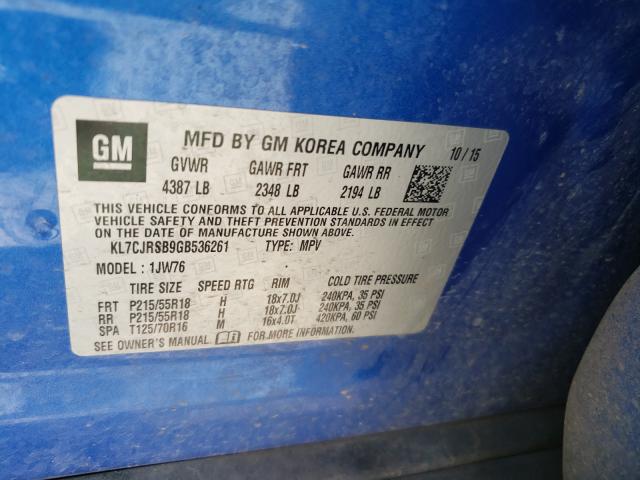 GM
MFD BY GM KOREA COMPANY 10/15
GVWR GAWR FRT GAWR RR
4387 LB 2348 LB 2194 LB
THIS VEHICLE CONFORMS TO ALL APPLICABLE U.S. FEDERAL MOTOR
VEHICLE SAFETY AND THEFT PREVENTION STANDARDS IN EFFECT
ON THE DATE OF MANUFACTURE SHOWN ABOVE.
KL7CJRSB9GB536261 TYPE: MPV
MODEL: 1JW76
TIRE SIZE SPEED RTG RIM COLD TIRE PRESSURE
FRT P215/55R18 H 18x7.0J 240KPA, 35 PSI
RR P215/55R18 H 18x7.0J 240KPA, 35 PSI
SPA T125/70R16 M 16x4.0T 420KPA, 60 PSI
SEE OWNER'S MANUAL FOR MORE INFORMATION.